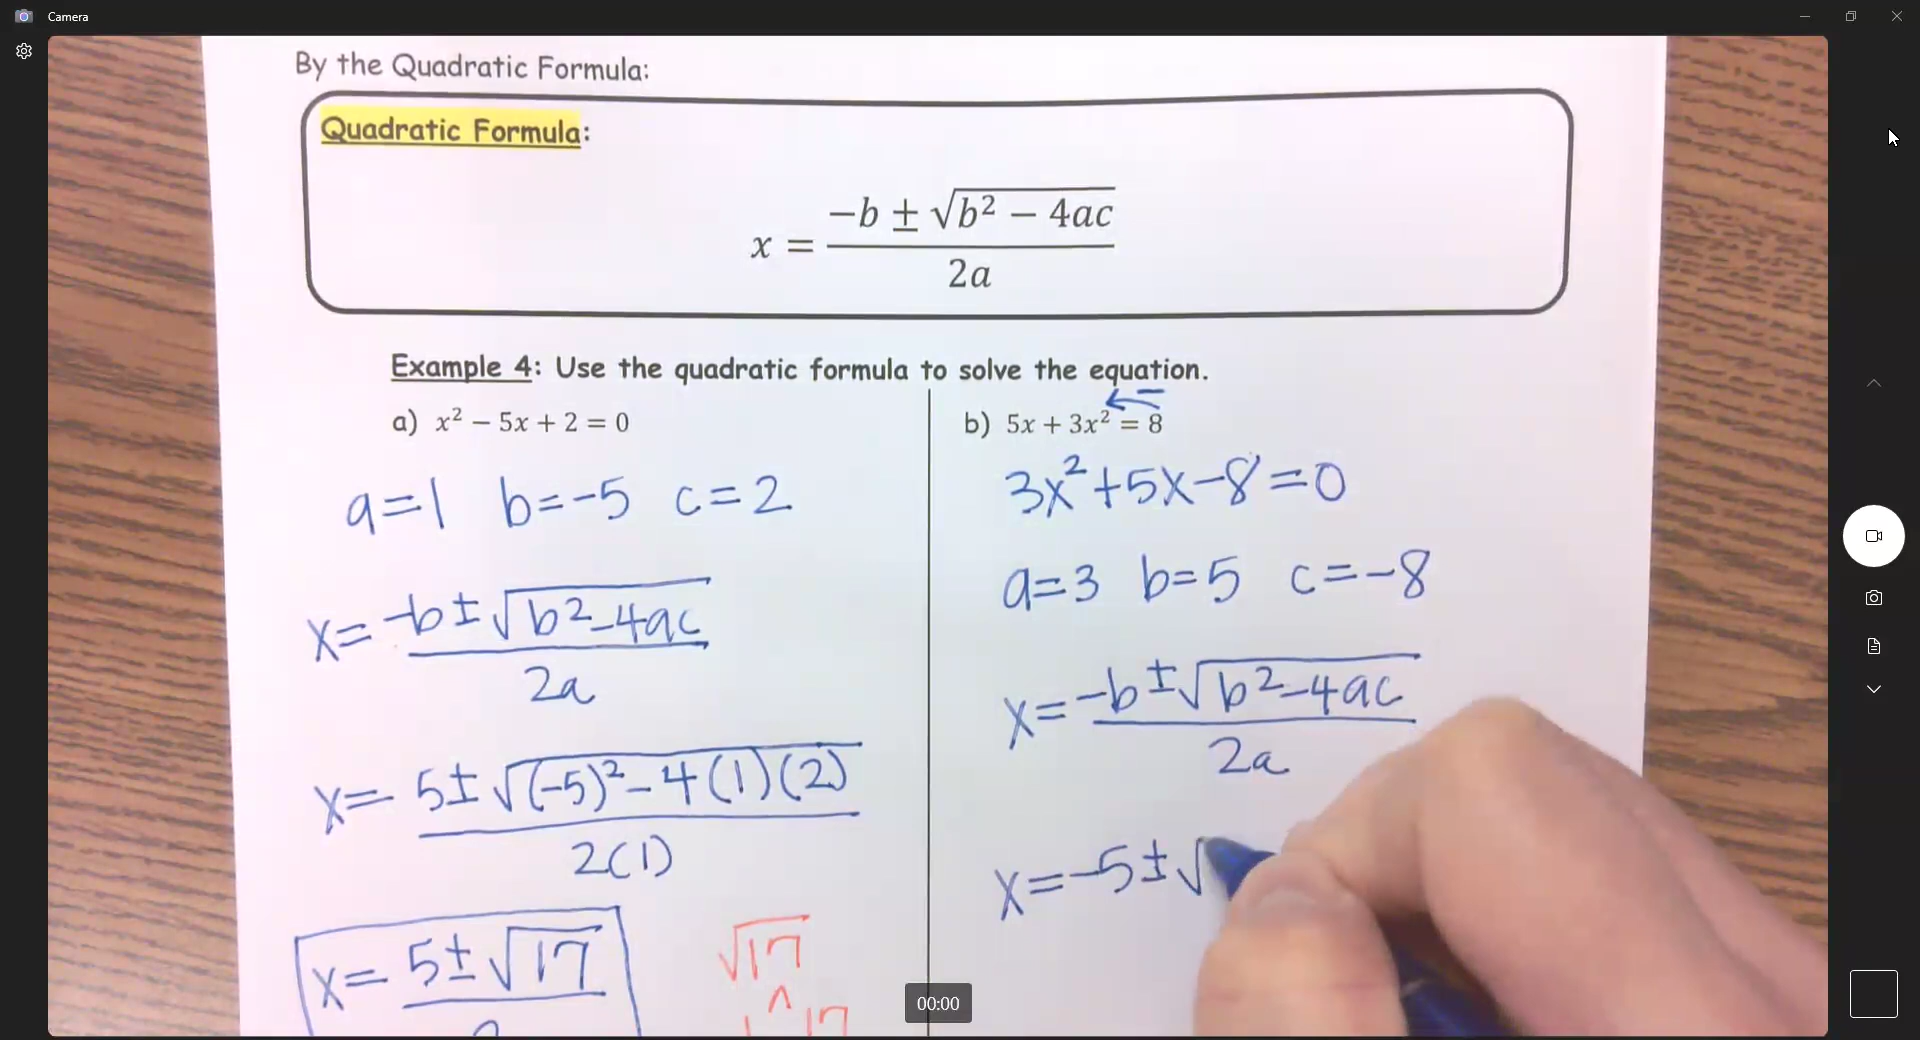 Camera
By the Quadratic Formula:
Quadratic Formula:
x = (−b ± √(b² − 4ac)) / 2a
Example 4: Use the quadratic formula to solve the equation.
a) x² − 5x + 2 = 0
a=1 b=-5 c=2
x= (-b ± √(b²-4ac)) / 2a
x= (5 ± √((-5)²-4(1)(2))) / 2(1)
x= 5 ± √17
√17
^
1 17
b) 5x + 3x² = 8
3x²+5x-8=0
a=3 b=5 c=-8
x= (-b ± √(b²-4ac)) / 2a
x=-5 ± √
00:00